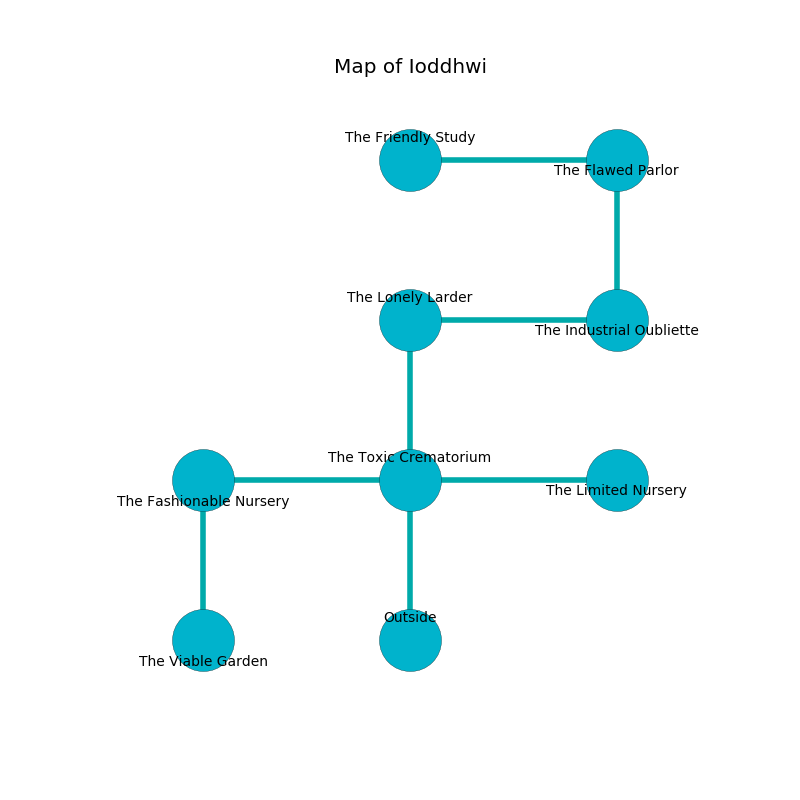 Map of Ioddhwi
The Friendly Study
The Flawed Parlor
The Lonely Larder
The Industrial Oubliette
The Toxic Crematorium
The Limited Nursery
The Fashionable Nursery
Outside
The Viable Garden